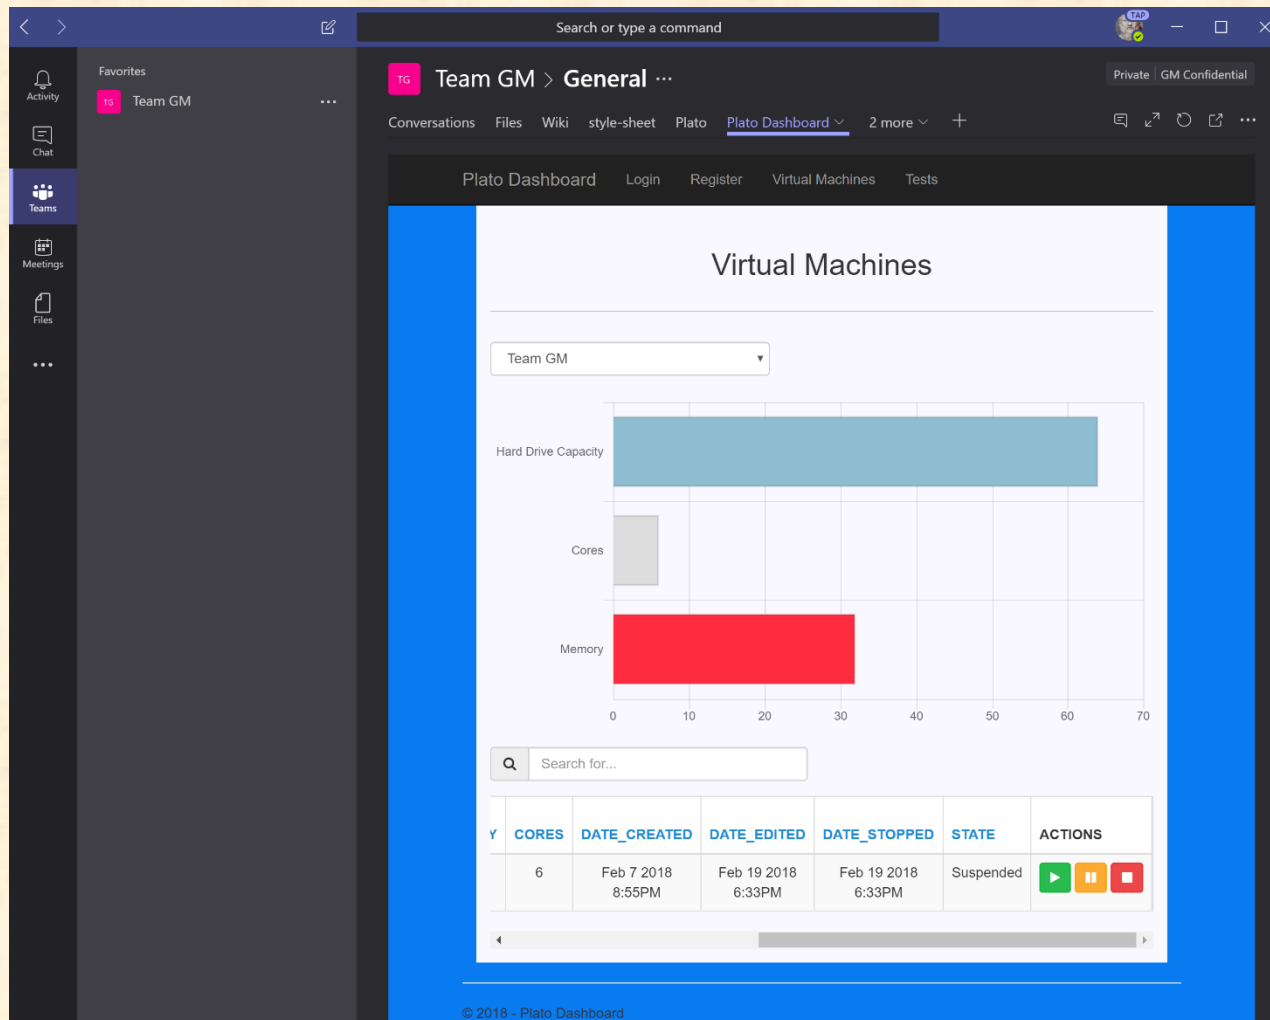 Search or type a command
TAP
Activity
Chat
Teams
Meetings
Files
Favorites
TG Team GM
TG Team GM > General
Private GM Confidential
Conversations Files Wiki style-sheet Plato Plato Dashboard 2 more
Plato Dashboard Login Register Virtual Machines Tests
Virtual Machines
Team GM
Hard Drive Capacity
Cores
Memory
0 10 20 30 40 50 60 70
Search for...
Y CORES DATE_CREATED DATE_EDITED DATE_STOPPED STATE ACTIONS
6 Feb 7 2018 Feb 19 2018 Feb 19 2018 Suspended
8:55PM 6:33PM 6:33PM
© 2018 - Plato Dashboard